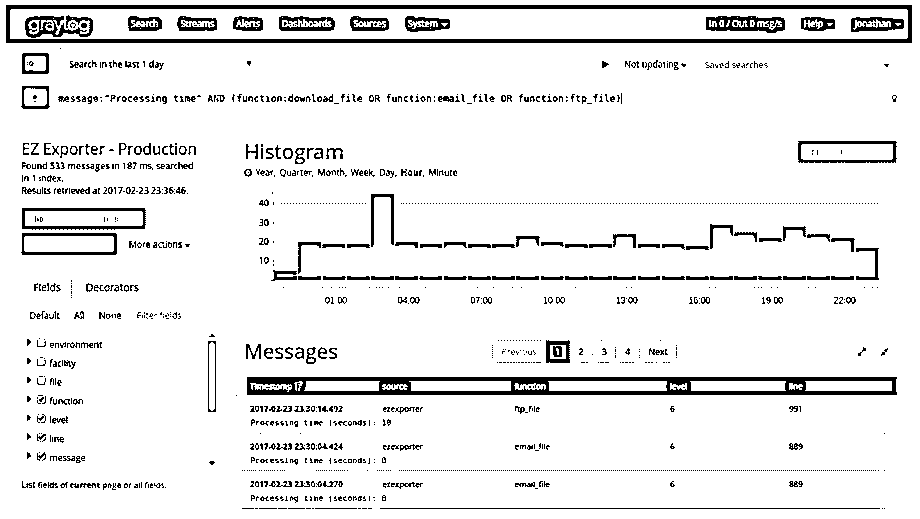 graylog Search Streams Alerts Dashboards Sources System In 0 / Out 0 msg/s Help Jonathan
Search in the last 1 day Not updating Saved searches
message:"Processing time" AND (function:download_file OR function:email_file OR function:ftp_file)
EZ Exporter - Production
Found 533 messages in 187 ms, searched
in 1 index.
Results retrieved at 2017-02-23 23:36:46.
More actions
Fields Decorators
Default All None Filter fields
environment
facility
file
function
level
line
message
List fields of current page or all fields.
Histogram
Year, Quarter, Month, Week, Day, Hour, Minute
40
30
20
10
01:00 04:00 07:00 10:00 13:00 16:00 19:00 22:00
Messages
Previous 1 2 3 4 Next
Timestamp source function level line
2017-02-23 23:30:14.492 ezexporter ftp_file 6 991
Processing time (seconds): 10
2017-02-23 23:30:04.424 ezexporter email_file 6 889
Processing time (seconds): 0
2017-02-23 23:30:04.270 ezexporter email_file 6 889
Processing time (seconds): 0